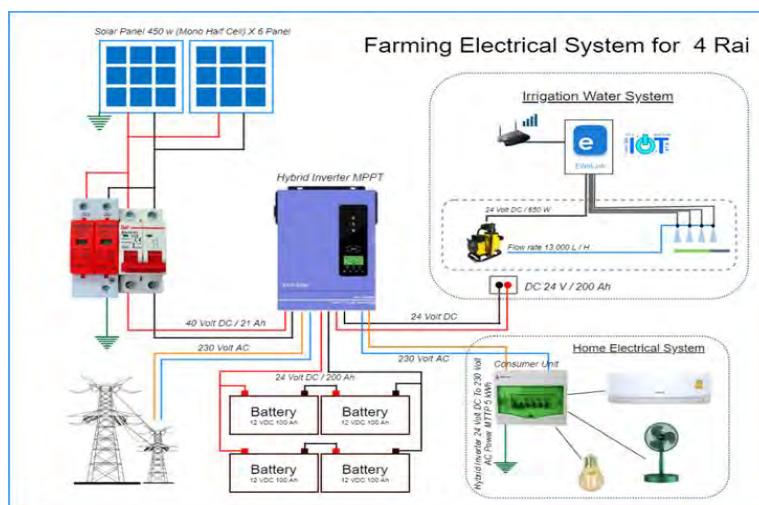 Solar Panel 450 w (Mono Half Cell) X 6 Panel
Farming Electrical System for 4 Rai
Irrigation Water System
e
EWeLink
IOT
Hybrid Inverter MPPT
24 Volt DC / 650 W
Flow rate 13,000 L / H
DC 24 V / 200 Ah
24 Volt DC
40 Volt DC / 21 Ah
230 Volt AC
230 Volt AC
24 Volt DC / 200 Ah
Home Electrical System
Consumer Unit
Hybrid Inverter 24 Volt DC To 230 Volt
AC Power MTTP 5 kWh
Battery
12 VDC 100 Ah
Battery
12 VDC 100 Ah
Battery
12 VDC 100 Ah
Battery
12 VDC 100 Ah